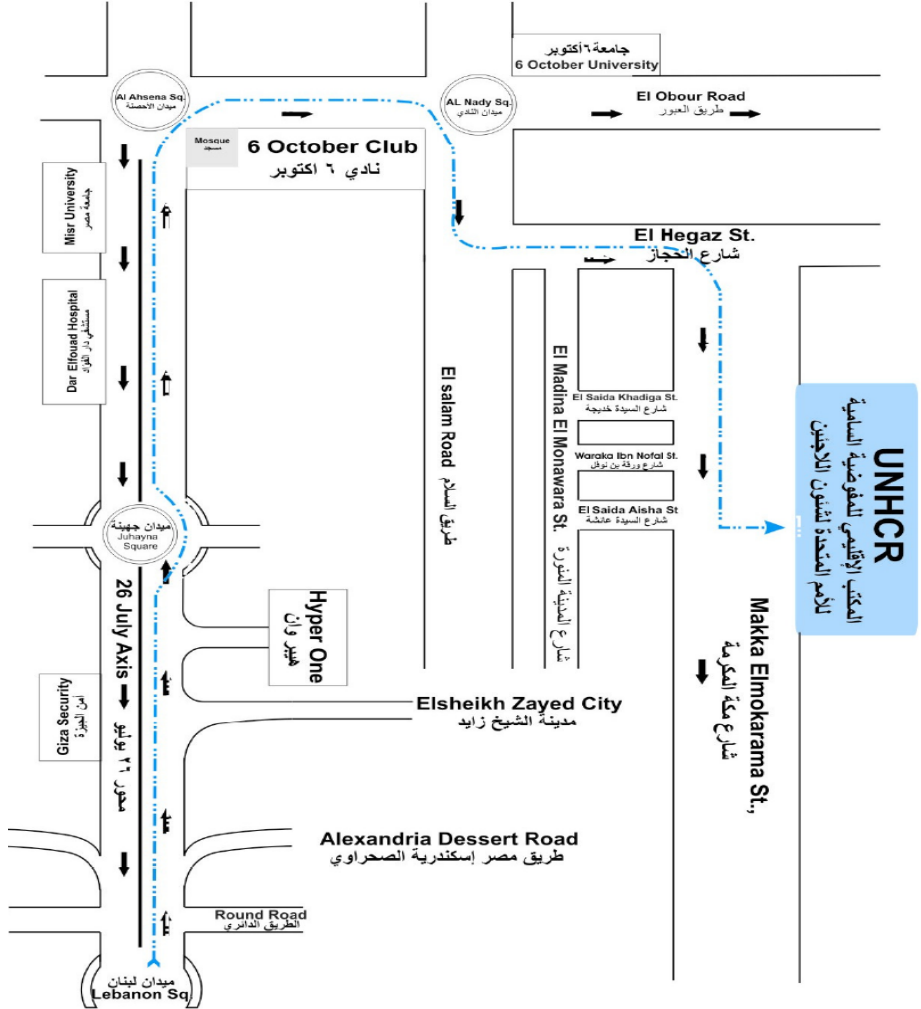 جامعة ٦ أكتوبر
6 October University
Al Ahsena Sq.
ميدان الاحصنة
AL Nady Sq.
ميدان النادي
El Obour Road
طريق العبور
Mosque
مسجد
6 October Club
نادي ٦ اكتوبر
Misr University
جامعة مصر
El Hegaz St.
شارع الحجاز
Dar Elfouad Hospital
مستشفي دار الفؤاد
El salam Road طريق السلام
El Madina El Monawara St. شارع المدينة المنورة
El Saida Khadiga St.
شارع السيدة خديجة
Waraka Ibn Nofal St.
شارع ورقة بن نوفل
El Saida Aisha St
شارع السيدة عائشة
UNHCR
المكتب الإقليمي للمفوضية السامية
للأمم المتحدة لشئون اللاجئين
ميدان جهينة
Juhayna
Square
26 July Axis محور ٢٦ يوليو
Hyper One
هيبر وان
Makka Elmokarama St.,
شارع مكة المكرمة
Giza Security
أمن الجيزة
Elsheikh Zayed City
مدينة الشيخ زايد
Alexandria Dessert Road
طريق مصر إسكندرية الصحراوي
Round Road
الطريق الدائري
ميدان لبنان
Lebanon Sq.